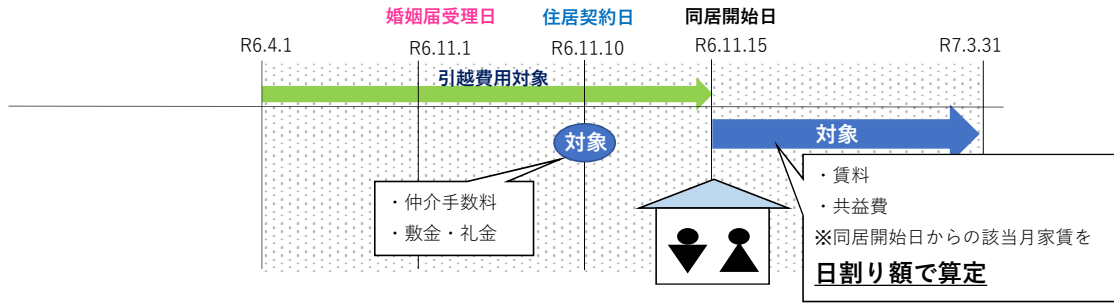 婚姻届受理日 住居契約日 同居開始日
R6.4.1 R6.11.1 R6.11.10 R6.11.15 R7.3.31
引越費用対象
対象 対象
・仲介手数料
・敷金・礼金
・賃料
・共益費
※同居開始日からの該当月家賃を
日割り額で算定